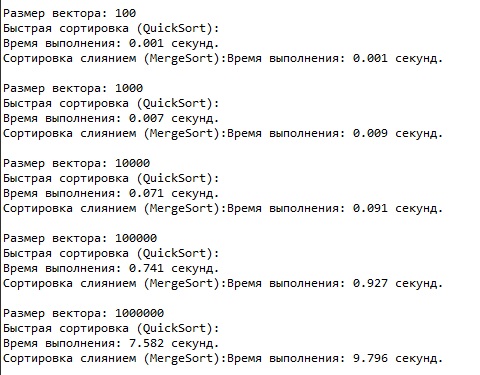 Размер вектора: 100
Быстрая сортировка (QuickSort):
Время выполнения: 0.001 секунд.
Сортировка слиянием (MergeSort):Время выполнения: 0.001 секунд.
Размер вектора: 1000
Быстрая сортировка (QuickSort):
Время выполнения: 0.007 секунд.
Сортировка слиянием (MergeSort):Время выполнения: 0.009 секунд.
Размер вектора: 10000
Быстрая сортировка (QuickSort):
Время выполнения: 0.071 секунд.
Сортировка слиянием (MergeSort):Время выполнения: 0.091 секунд.
Размер вектора: 100000
Быстрая сортировка (QuickSort):
Время выполнения: 0.741 секунд.
Сортировка слиянием (MergeSort):Время выполнения: 0.927 секунд.
Размер вектора: 1000000
Быстрая сортировка (QuickSort):
Время выполнения: 7.582 секунд.
Сортировка слиянием (MergeSort):Время выполнения: 9.796 секунд.